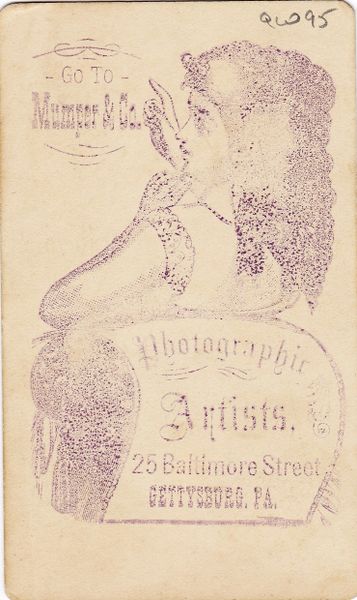 QW95
- Go To -
Mumper & Co.
Photographic
Artists.
25 Baltimore Street
GETTYSBURG, PA.